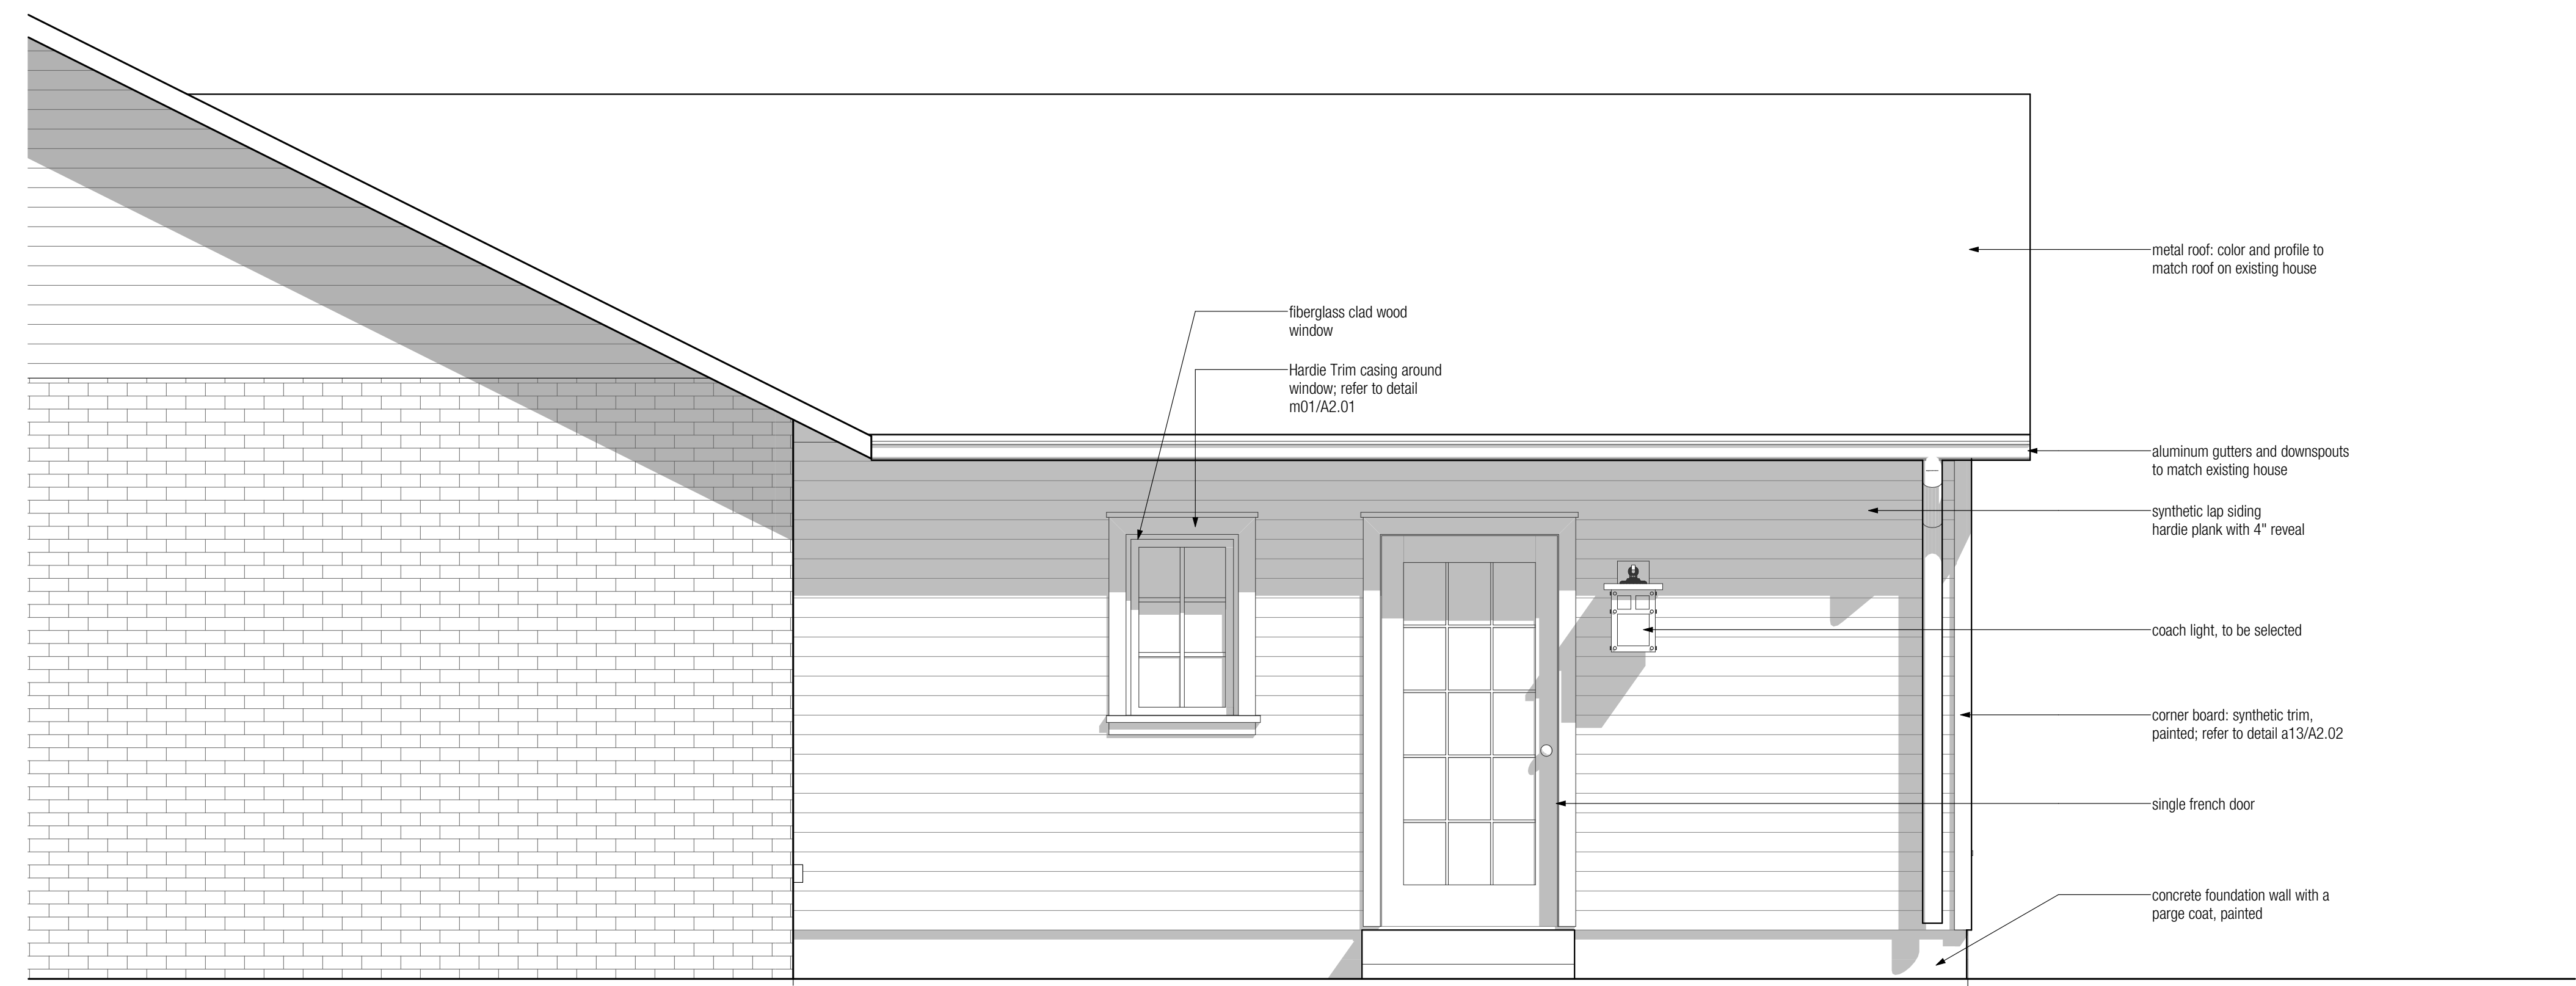 metal roof: color and profile to
match roof on existing house
fiberglass clad wood
window
Hardie Trim casing around
window; refer to detail
m01/A2.01
aluminum gutters and downspouts
to match existing house
synthetic lap siding
hardie plank with 4" reveal
coach light, to be selected
corner board: synthetic trim,
painted; refer to detail a13/A2.02
single french door
concrete foundation wall with a
parge coat, painted